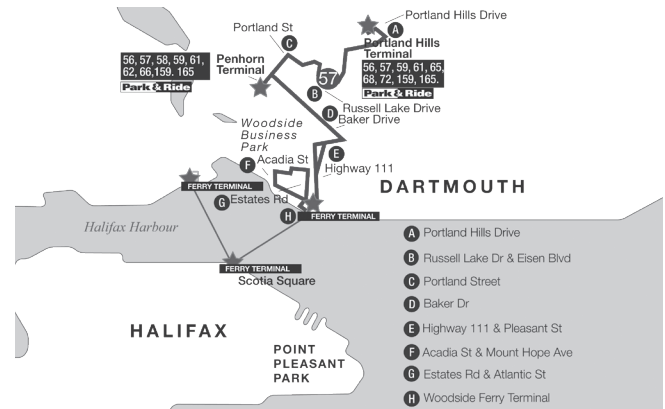 Portland St
Portland Hills Drive
C
A
Portland Hills
Terminal
56, 57, 58, 59, 61,
62, 66,159. 165
Park & Ride
Penhorn
Terminal
56, 57, 59, 61, 65,
68, 72, 159, 165.
Park & Ride
57
B
Russell Lake Drive
D
Baker Drive
Woodside
Business
Park
E
F
Acadia St
Highway 111
FERRY TERMINAL
DARTMOUTH
G
Estates Rd
H
FERRY TERMINAL
Halifax Harbour
FERRY TERMINAL
Scotia Square
HALIFAX
POINT
PLEASANT
PARK
A Portland Hills Drive
B Russell Lake Dr & Eisen Blvd
C Portland Street
D Baker Dr
E Highway 111 & Pleasant St
F Acadia St & Mount Hope Ave
G Estates Rd & Atlantic St
H Woodside Ferry Terminal